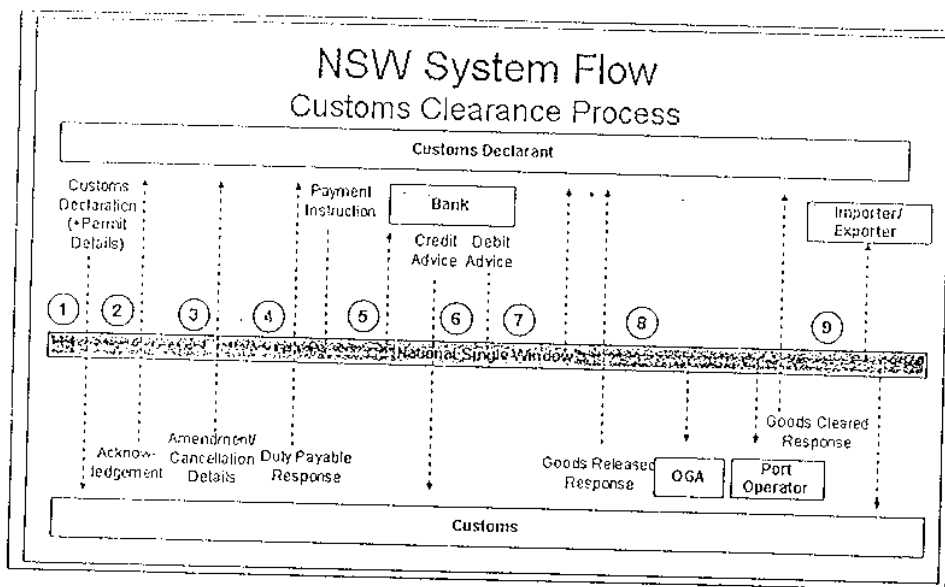 NSW System Flow
Customs Clearance Process
Customs Declarant
Customs
Declaration
(+Permit
Details)
Payment
Instruction
Bank
Credit
Advice
Debit
Advice
Importer/
Exporter
1
2
3
4
5
6
7
8
9
National Single Window
Acknow-
ledgement
Amendment/
Cancellation
Details
Duty Payable
Response
Goods Released
Response
OGA
Port
Operator
Goods Cleared
Response
Customs